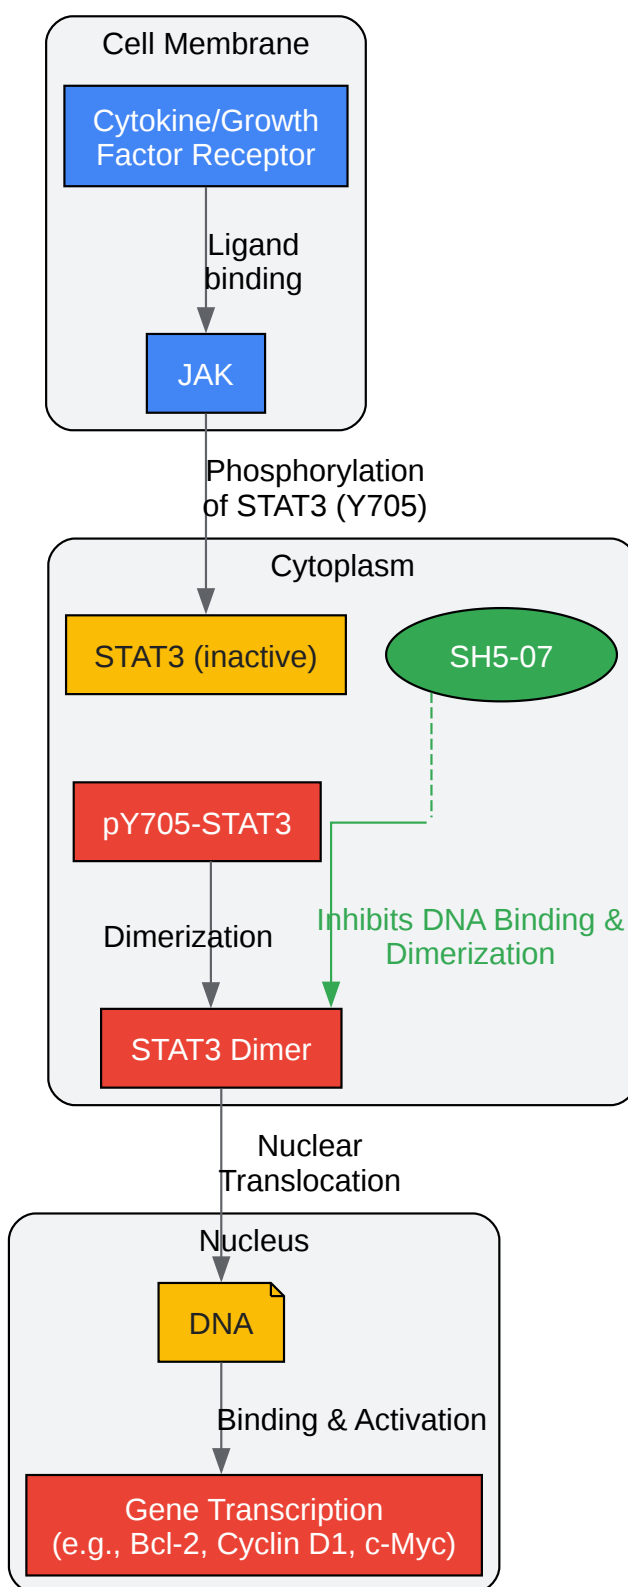 Cell Membrane
Cytokine/Growth
Factor Receptor
Ligand
binding
JAK
Phosphorylation
of STAT3 (Y705)
Cytoplasm
STAT3 (inactive)
SH5-07
pY705-STAT3
Dimerization
Inhibits DNA Binding &
Dimerization
STAT3 Dimer
Nuclear
Translocation
Nucleus
DNA
Binding & Activation
Gene Transcription
(e.g., Bcl-2, Cyclin D1, c-Myc)